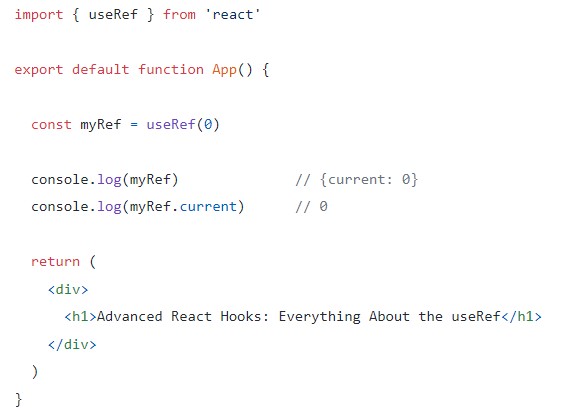 import { useRef } from 'react'
export default function App() {
const myRef = useRef(0)
console.log(myRef) // {current: 0}
console.log(myRef.current) // 0
return (
<div>
<h1>Advanced React Hooks: Everything About the useRef</h1>
</div>
)
}